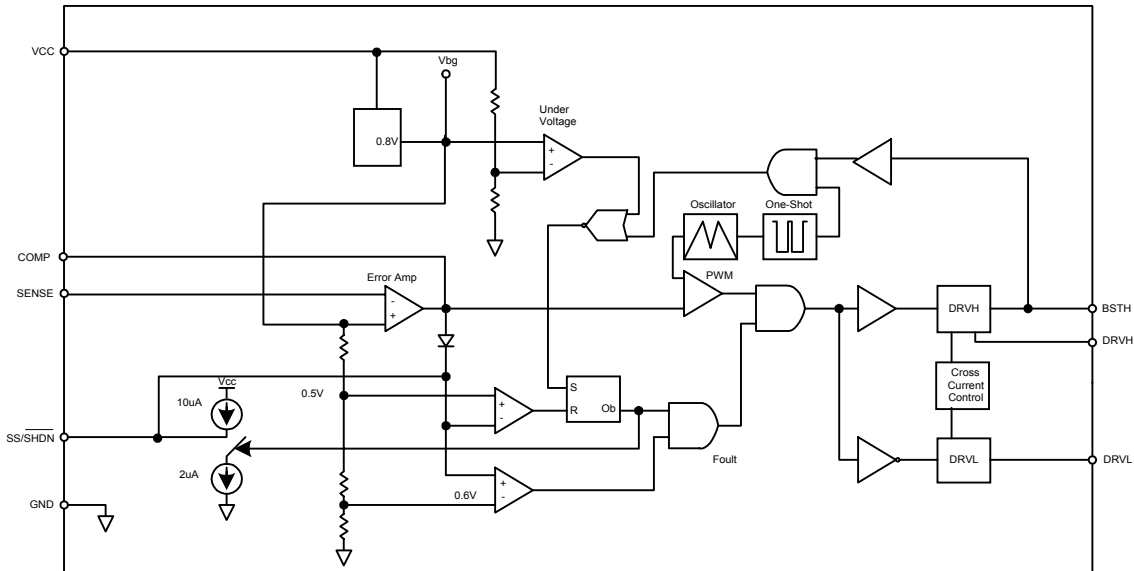 VCC
Vbg
Under
Voltage
+
-
0.8V
Oscillator
One-Shot
COMP
Error Amp
PWM
SENSE
-
+
DRVH
BSTH
DRVH
Vcc
10uA
0.5V
+
-
S
R
Ob
Cross
Current
Control
SS/SHDN
2uA
Foult
DRVL
DRVL
0.6V
+
-
GND